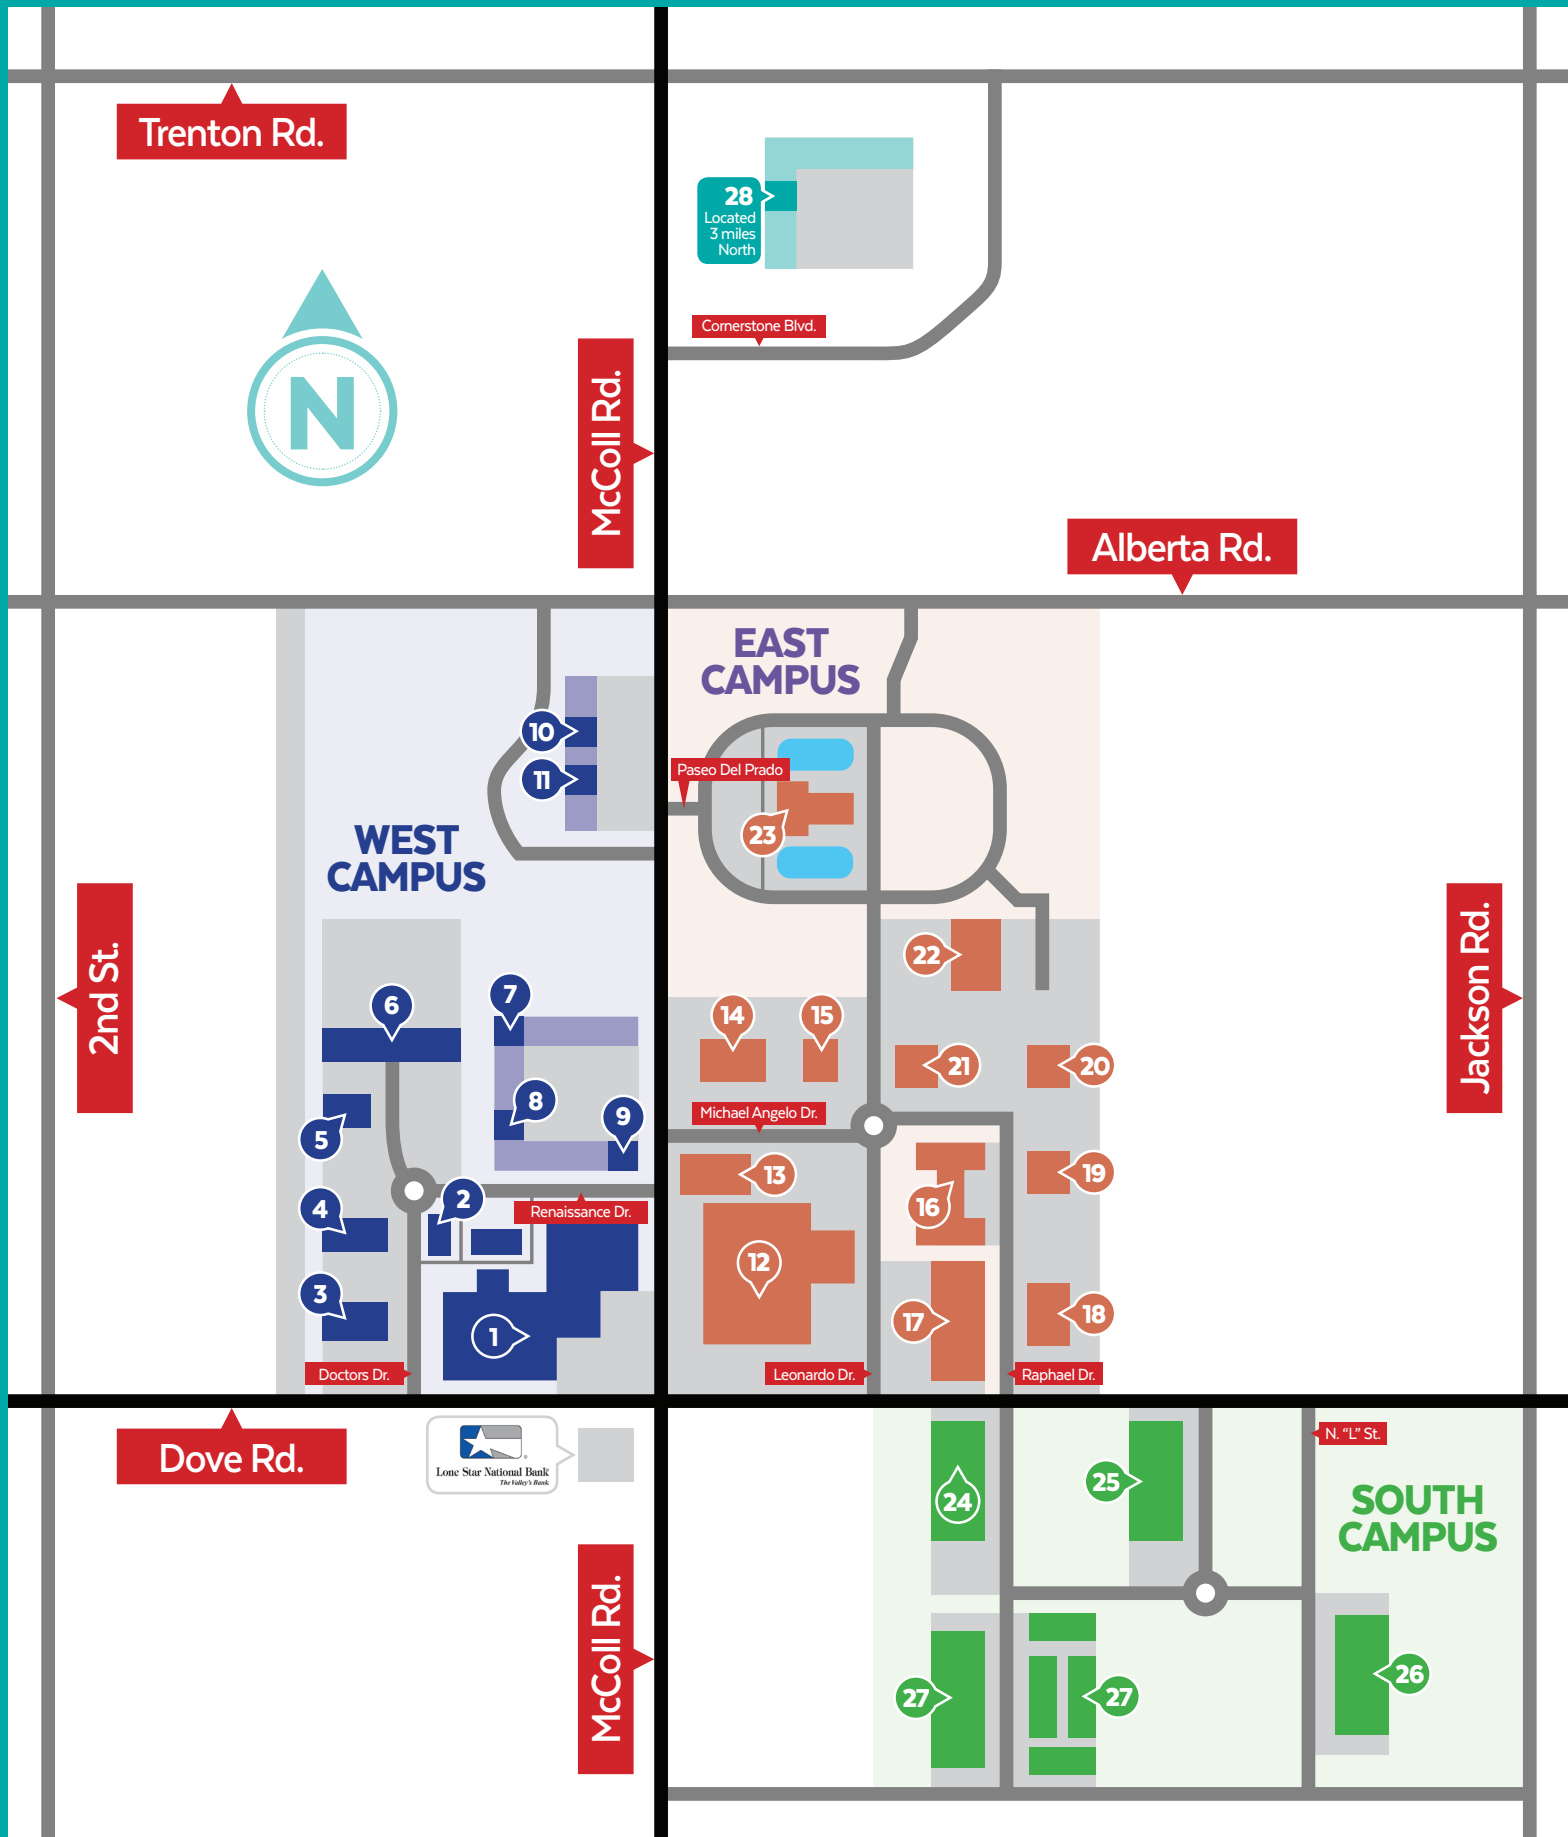 Trenton Rd.
28
Located
3 miles
North
Cornerstone Blvd.
N
McColl Rd.
Alberta Rd.
EAST
CAMPUS
10
11
Paseo Del Prado
23
WEST
CAMPUS
2nd St.
Jackson Rd.
22
6
7
14
15
21
20
8
9
5
Michael Angelo Dr.
13
19
2
4
Renaissance Dr.
16
12
3
1
17
18
Doctors Dr.
Leonardo Dr.
Raphael Dr.
Dove Rd.
Lone Star National Bank
The Valley's Bank
N. “L” St.
24
25
SOUTH
CAMPUS
McColl Rd.
27
27
26